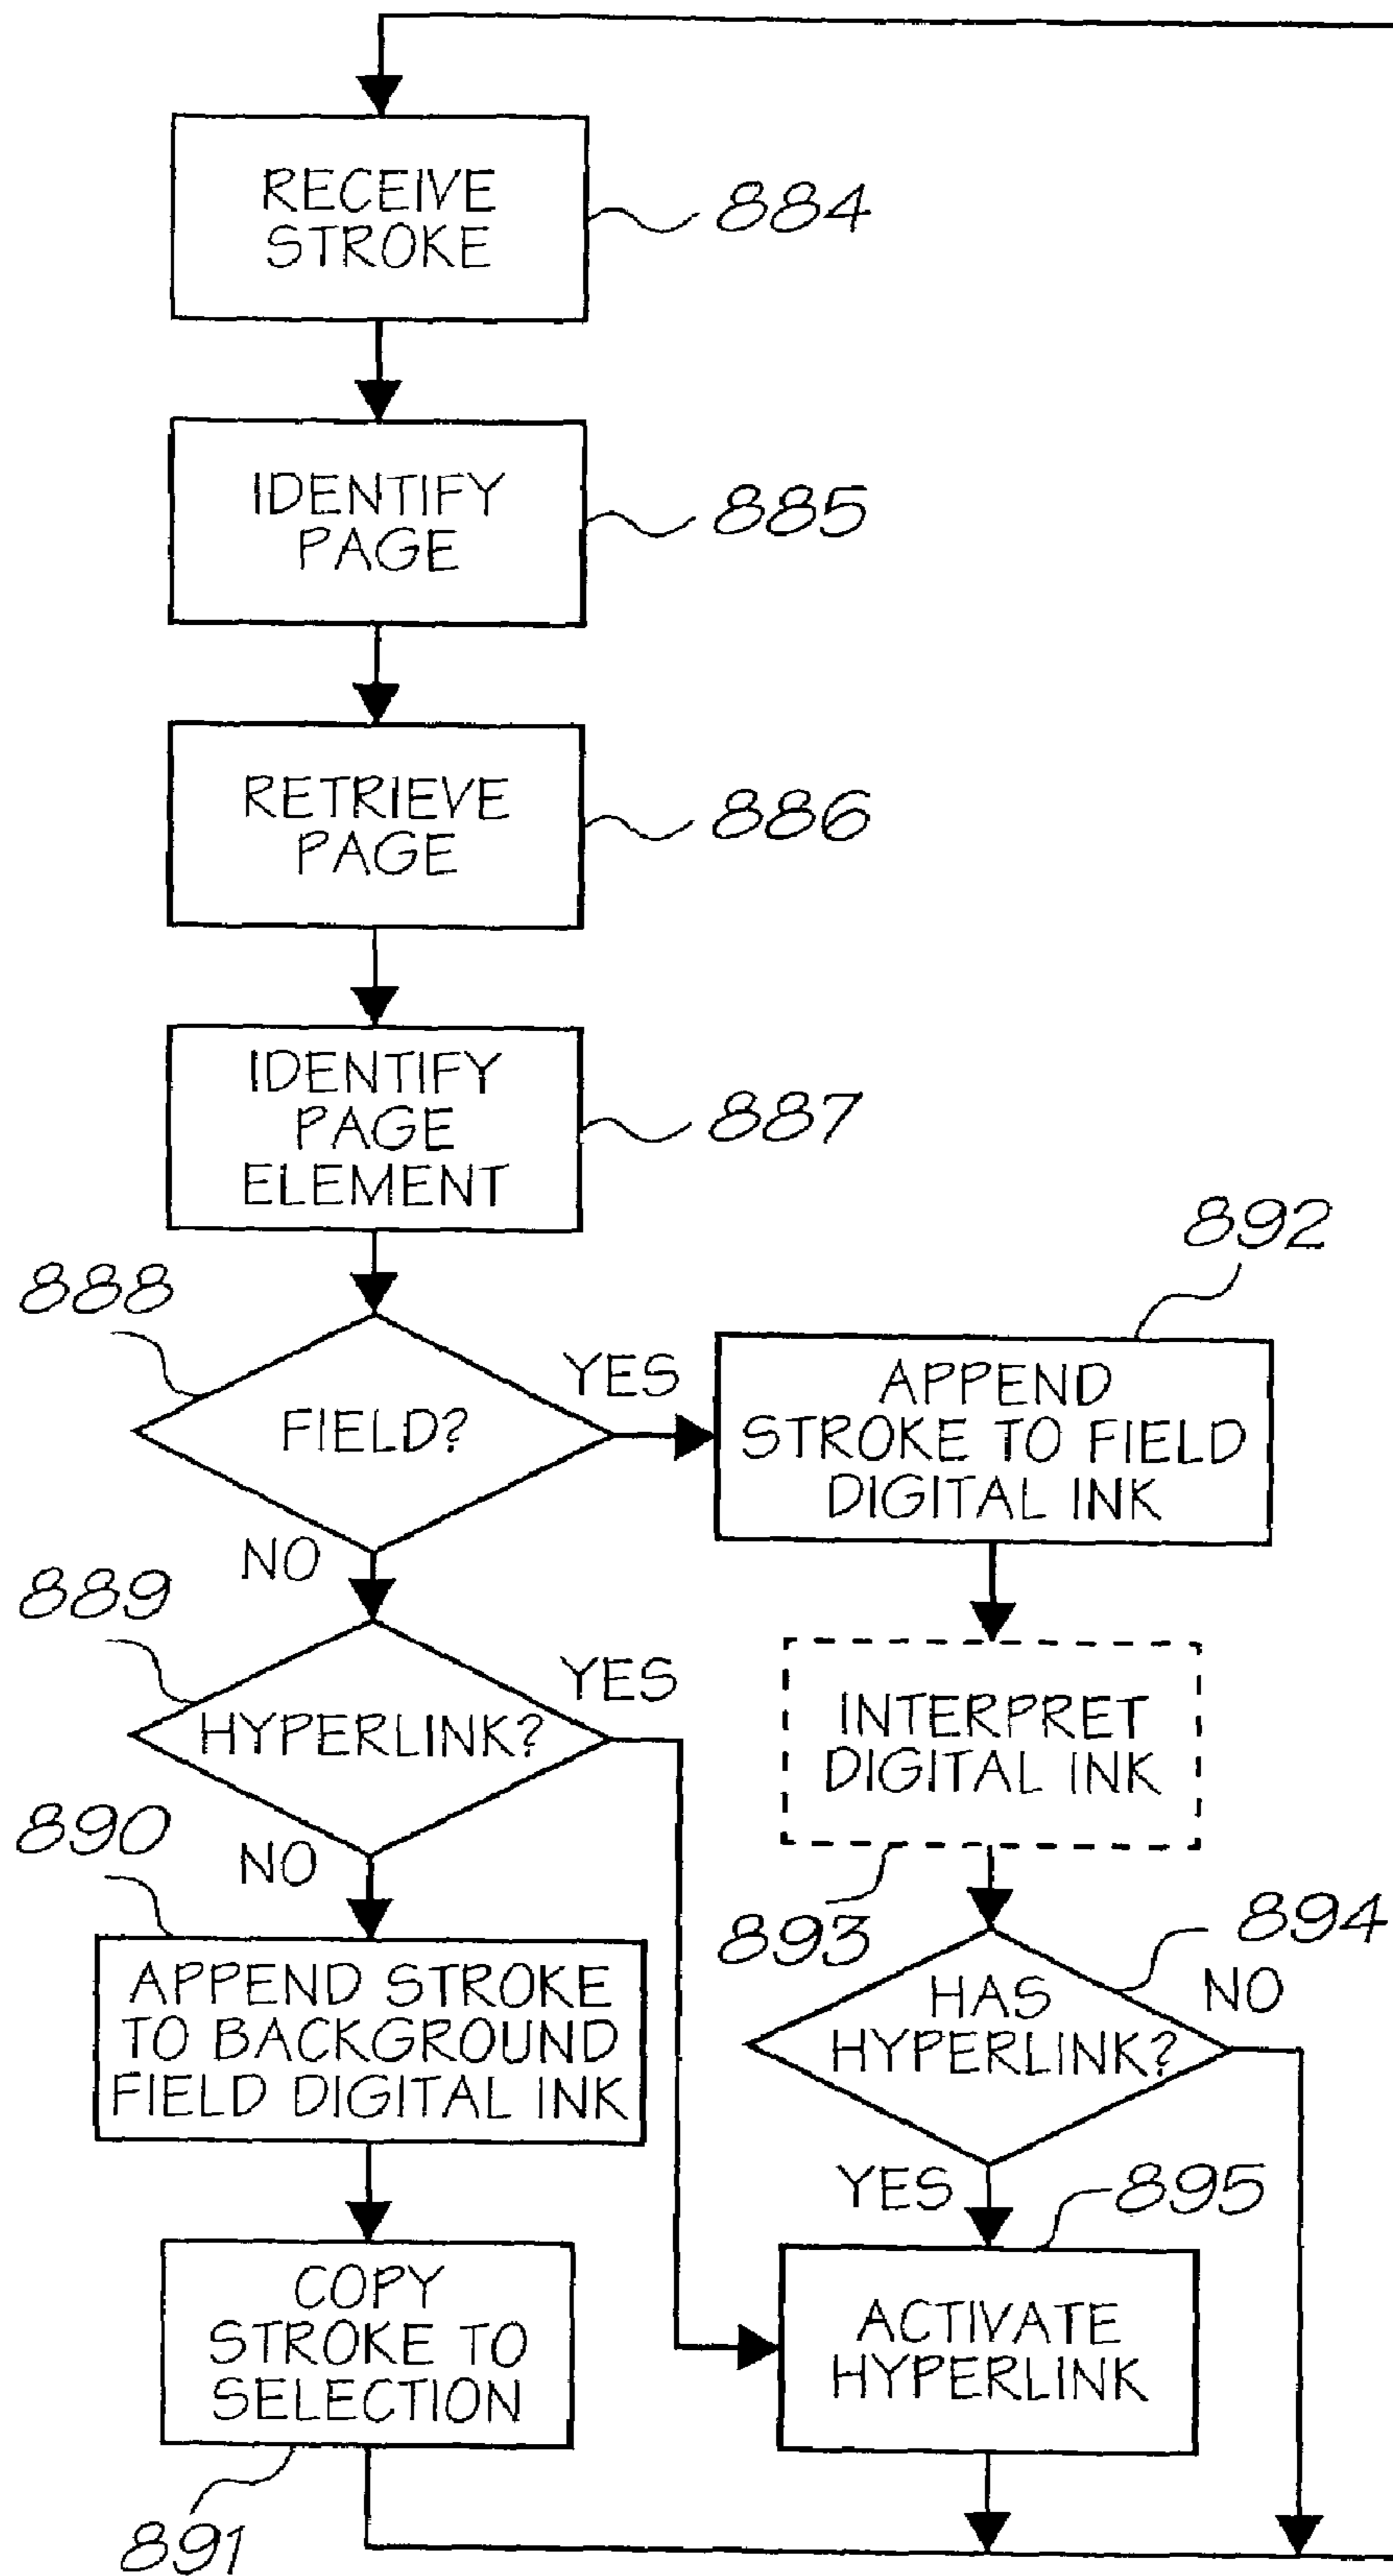 RECEIVE
STROKE
884
IDENTIFY
PAGE
885
RETRIEVE
PAGE
886
IDENTIFY
PAGE
ELEMENT
887
888
FIELD?
YES
NO
892
APPEND
STROKE TO FIELD
DIGITAL INK
889
HYPERLINK?
YES
NO
INTERPRET
DIGITAL INK
893
890
APPEND STROKE
TO BACKGROUND
FIELD DIGITAL INK
894
HAS
HYPERLINK?
NO
YES
COPY
STROKE TO
SELECTION
891
895
ACTIVATE
HYPERLINK